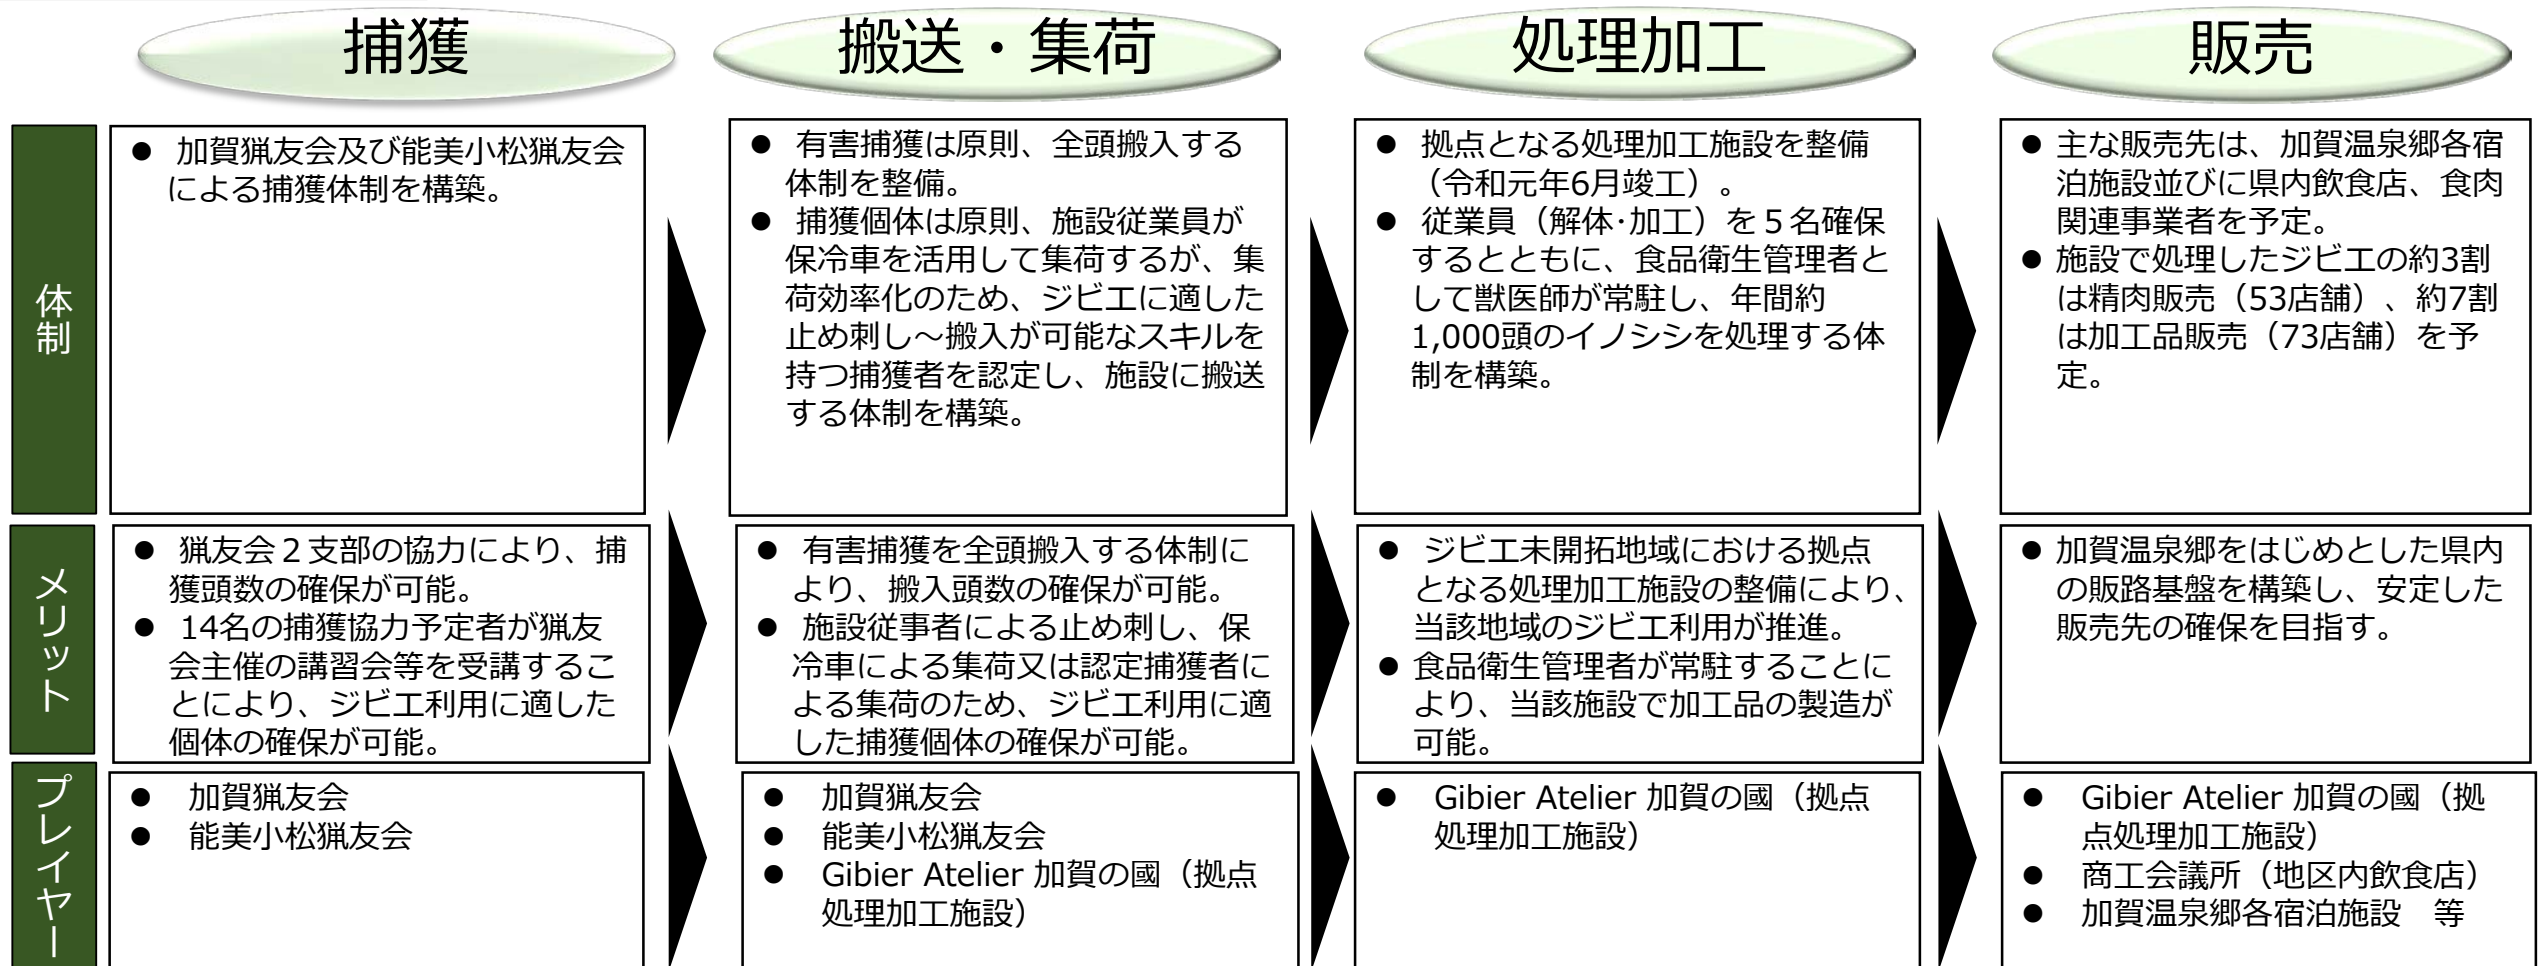 捕獲
搬送・集荷
処理加工
販売
体制
● 加賀猟友会及び能美小松猟友会
による捕獲体制を構築。
● 有害捕獲は原則、全頭搬入する
体制を整備。
● 捕獲個体は原則、施設従業員が
保冷車を活用して集荷するが、集
荷効率化のため、ジビエに適した
止め刺し～搬入が可能なスキルを
持つ捕獲者を認定し、施設に搬送
する体制を構築。
● 拠点となる処理加工施設を整備
（令和元年6月竣工）。
● 従業員（解体･加工）を５名確保
するとともに、食品衛生管理者と
して獣医師が常駐し、年間約
1,000頭のイノシシを処理する体
制を構築。
● 主な販売先は、加賀温泉郷各宿
泊施設並びに県内飲食店、食肉
関連事業者を予定。
● 施設で処理したジビエの約3割
は精肉販売（53店舗）、約7割
は加工品販売（73店舗）を予
定。
メリット
● 猟友会２支部の協力により、捕
獲頭数の確保が可能。
● 14名の捕獲協力予定者が猟友
会主催の講習会等を受講するこ
とにより、ジビエ利用に適した
個体の確保が可能。
● 有害捕獲を全頭搬入する体制に
より、搬入頭数の確保が可能。
● 施設従事者による止め刺し、保
冷車による集荷又は認定捕獲者に
よる集荷のため、ジビエ利用に適
した捕獲個体の確保が可能。
● ジビエ未開拓地域における拠点
となる処理加工施設の整備により、
当該地域のジビエ利用が推進。
● 食品衛生管理者が常駐することに
より、当該施設で加工品の製造が
可能。
● 加賀温泉郷をはじめとした県内
の販路基盤を構築し、安定した
販売先の確保を目指す。
プレイヤー
● 加賀猟友会
● 能美小松猟友会
● 加賀猟友会
● 能美小松猟友会
● Gibier Atelier 加賀の國（拠点
処理加工施設）
● Gibier Atelier 加賀の國（拠点
処理加工施設）
● Gibier Atelier 加賀の國（拠
点処理加工施設）
● 商工会議所（地区内飲食店）
● 加賀温泉郷各宿泊施設　等